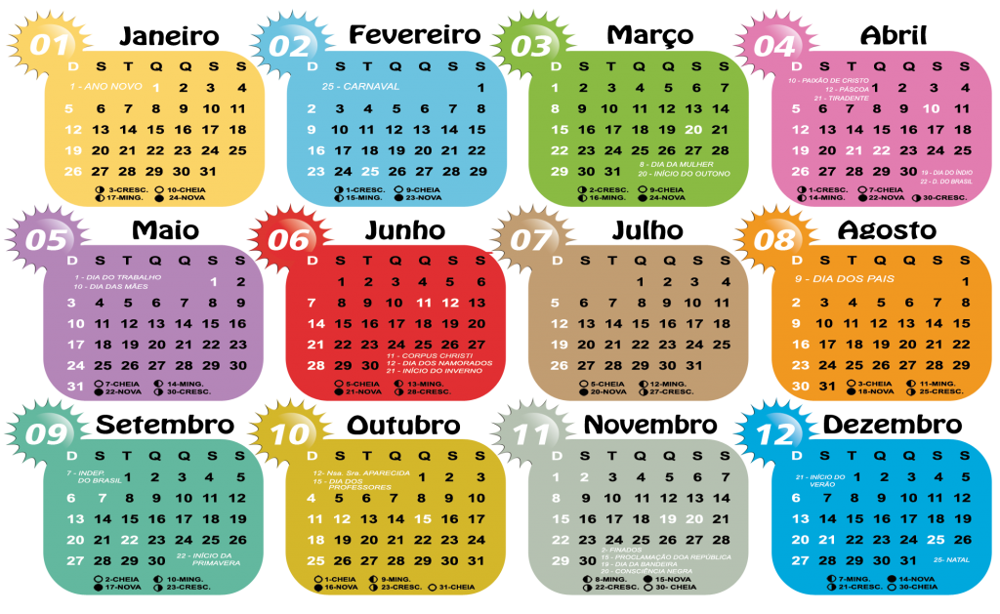 01 Janeiro
D S T Q Q S S
1 - ANO NOVO 1 2 3 4
5 6 7 8 9 10 11
12 13 14 15 16 17 18
19 20 21 22 23 24 25
26 27 28 29 30 31
3-CRESC. 10-CHEIA
17-MING. 24-NOVA
02 Fevereiro
D S T Q Q S S
25 - CARNAVAL 1
2 3 4 5 6 7 8
9 10 11 12 13 14 15
16 17 18 19 20 21 22
23 24 25 26 27 28 29
1-CRESC. 9-CHEIA
15-MING. 23-NOVA
03 Março
D S T Q Q S S
1 2 3 4 5 6 7
8 9 10 11 12 13 14
15 16 17 18 19 20 21
22 23 24 25 26 27 28
29 30 31
8 - DIA DA MULHER
20 - INÍCIO DO OUTONO
2-CRESC. 9-CHEIA
16-MING. 24-NOVA
04 Abril
D S T Q Q S S
10 - PAIXÃO DE CRISTO
12 - PÁSCOA
21 - TIRADENTE
1 2 3 4
5 6 7 8 9 10 11
12 13 14 15 16 17 18
19 20 21 22 23 24 25
26 27 28 29 30
19 - DIA DO ÍNDIO
22 - D. DO BRASIL
1-CRESC. 7-CHEIA
14-MING. 22-NOVA 30-CRESC.
05 Maio
D S T Q Q S S
1 - DIA DO TRABALHO
10 - DIA DAS MÃES
1 2
3 4 5 6 7 8 9
10 11 12 13 14 15 16
17 18 19 20 21 22 23
24 25 26 27 28 29 30
31
7-CHEIA 14-MING.
22-NOVA 30-CRESC.
06 Junho
D S T Q Q S S
1 2 3 4 5 6
7 8 9 10 11 12 13
14 15 16 17 18 19 20
21 22 23 24 25 26 27
28 29 30
11 - CORPUS CHRISTI
12 - DIA DOS NAMORADOS
21 - INÍCIO DO INVERNO
5-CHEIA 13-MING.
21-NOVA 28-CRESC.
07 Julho
D S T Q Q S S
1 2 3 4
5 6 7 8 9 10 11
12 13 14 15 16 17 18
19 20 21 22 23 24 25
26 27 28 29 30 31
5-CHEIA 12-MING.
20-NOVA 27-CRESC.
08 Agosto
D S T Q Q S S
9 - DIA DOS PAIS 1
2 3 4 5 6 7 8
9 10 11 12 13 14 15
16 17 18 19 20 21 22
23 24 25 26 27 28 29
30 31
3-CHEIA 11-MING.
18-NOVA 25-CRESC.
09 Setembro
D S T Q Q S S
7 - INDEP.
DO BRASIL
1 2 3 4 5
6 7 8 9 10 11 12
13 14 15 16 17 18 19
20 21 22 23 24 25 26
27 28 29 30
22 - INÍCIO DA
PRIMAVERA
2-CHEIA 10-MING.
17-NOVA 23-CRESC.
10 Outubro
D S T Q Q S S
12- Nsa. Sra. APARECIDA
15 - DIA DOS
PROFESSORES
1 2 3
4 5 6 7 8 9 10
11 12 13 14 15 16 17
18 19 20 21 22 23 24
25 26 27 28 29 30 31
1-CHEIA 9-MING.
16-NOVA 23-CRESC. 31-CHEIA
11 Novembro
D S T Q Q S S
1 2 3 4 5 6 7
8 9 10 11 12 13 14
15 16 17 18 19 20 21
22 23 24 25 26 27 28
29 30
2- FINADOS
15 - PROCLAMAÇÃO DOA REPÚBLICA
19 - DIA DA BANDEIRA
20 - CONSCIÊNCIA NEGRA
8-MING. 15-NOVA
22-CRESC. 30- CHEIA
12 Dezembro
D S T Q Q S S
21 - INÍCIO DO
VERÃO
1 2 3 4 5
6 7 8 9 10 11 12
13 14 15 16 17 18 19
20 21 22 23 24 25 26
27 28 29 30 31
25- NATAL
7-MING. 14-NOVA
21-CRESC. 30-CHEIA